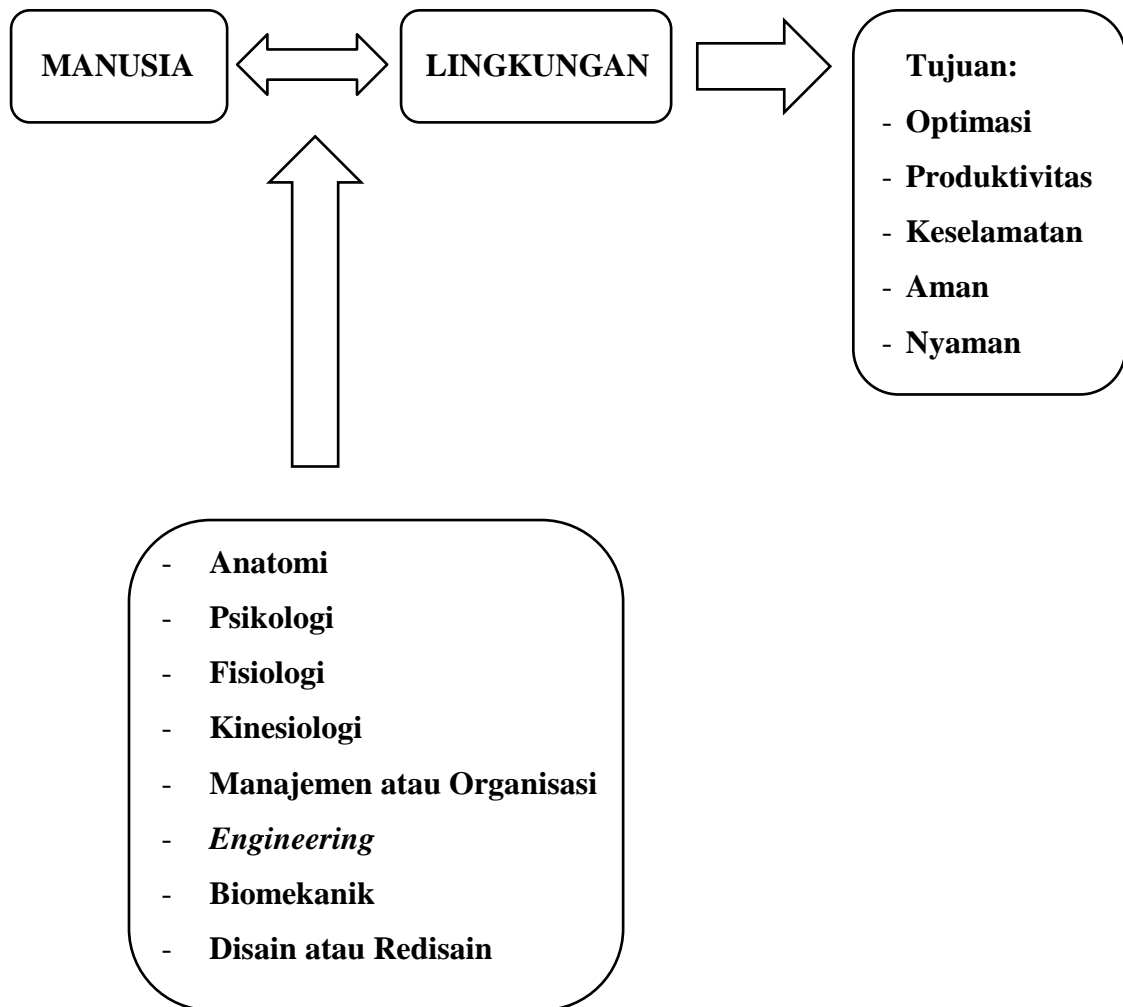 MANUSIA
LINGKUNGAN
Tujuan:
- Optimasi
- Produktivitas
- Keselamatan
- Aman
- Nyaman
- Anatomi
- Psikologi
- Fisiologi
- Kinesiologi
- Manajemen atau Organisasi
- Engineering
- Biomekanik
- Disain atau Redisain